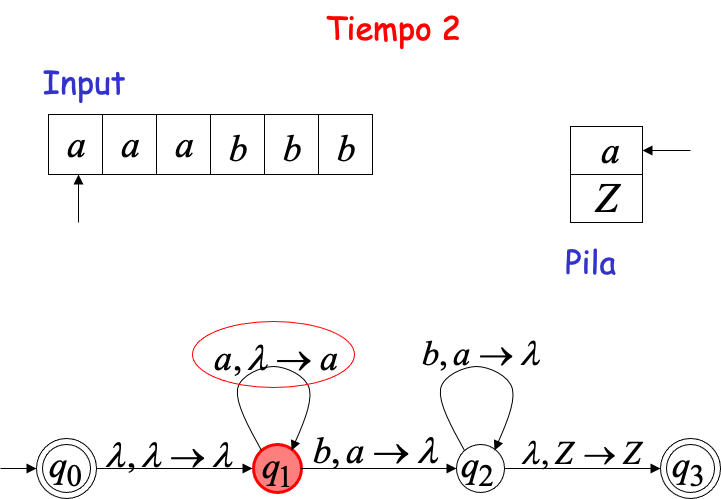 Tiempo 2
Input
a a a b b b
a
Z
Pila
a, λ → a
b, a → λ
q₀
λ, λ → λ
q₁
b, a → λ
q₂
λ, Z → Z
q₃